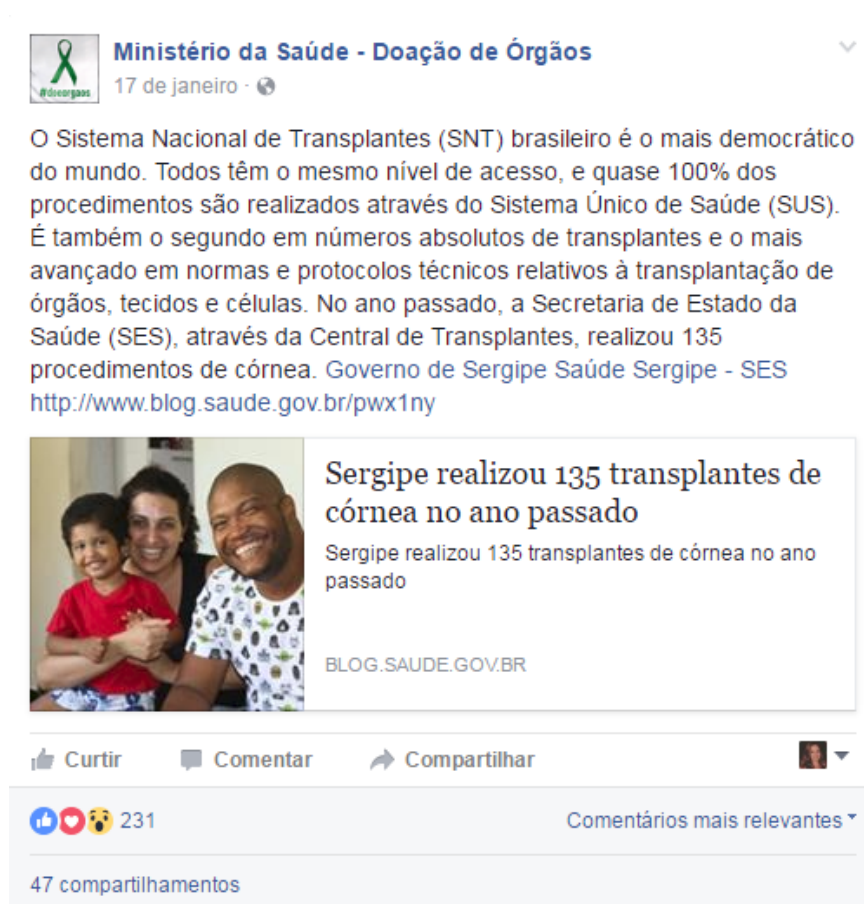 #doeorgaos
Ministério da Saúde - Doação de Órgãos
17 de janeiro ·
O Sistema Nacional de Transplantes (SNT) brasileiro é o mais democrático
do mundo. Todos têm o mesmo nível de acesso, e quase 100% dos
procedimentos são realizados através do Sistema Único de Saúde (SUS).
É também o segundo em números absolutos de transplantes e o mais
avançado em normas e protocolos técnicos relativos à transplantação de
órgãos, tecidos e células. No ano passado, a Secretaria de Estado da
Saúde (SES), através da Central de Transplantes, realizou 135
procedimentos de córnea. Governo de Sergipe Saúde Sergipe - SES
http://www.blog.saude.gov.br/pwx1ny
Sergipe realizou 135 transplantes de
córnea no ano passado
Sergipe realizou 135 transplantes de córnea no ano
passado
BLOG.SAUDE.GOV.BR
Curtir Comentar Compartilhar
231 Comentários mais relevantes
47 compartilhamentos